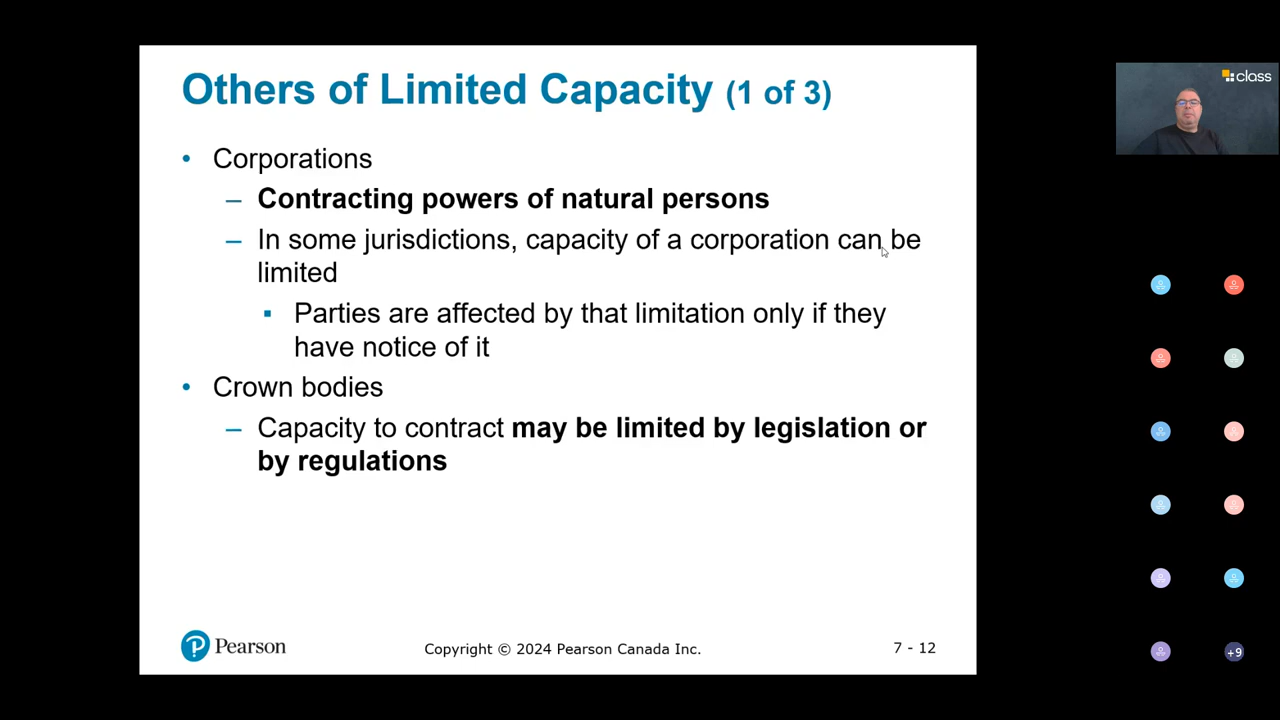 Others of Limited Capacity (1 of 3)
class
• Corporations
– Contracting powers of natural persons
– In some jurisdictions, capacity of a corporation can be
limited
▪ Parties are affected by that limitation only if they
have notice of it
• Crown bodies
– Capacity to contract may be limited by legislation or
by regulations
Pearson
Copyright © 2024 Pearson Canada Inc.
7 - 12
+9